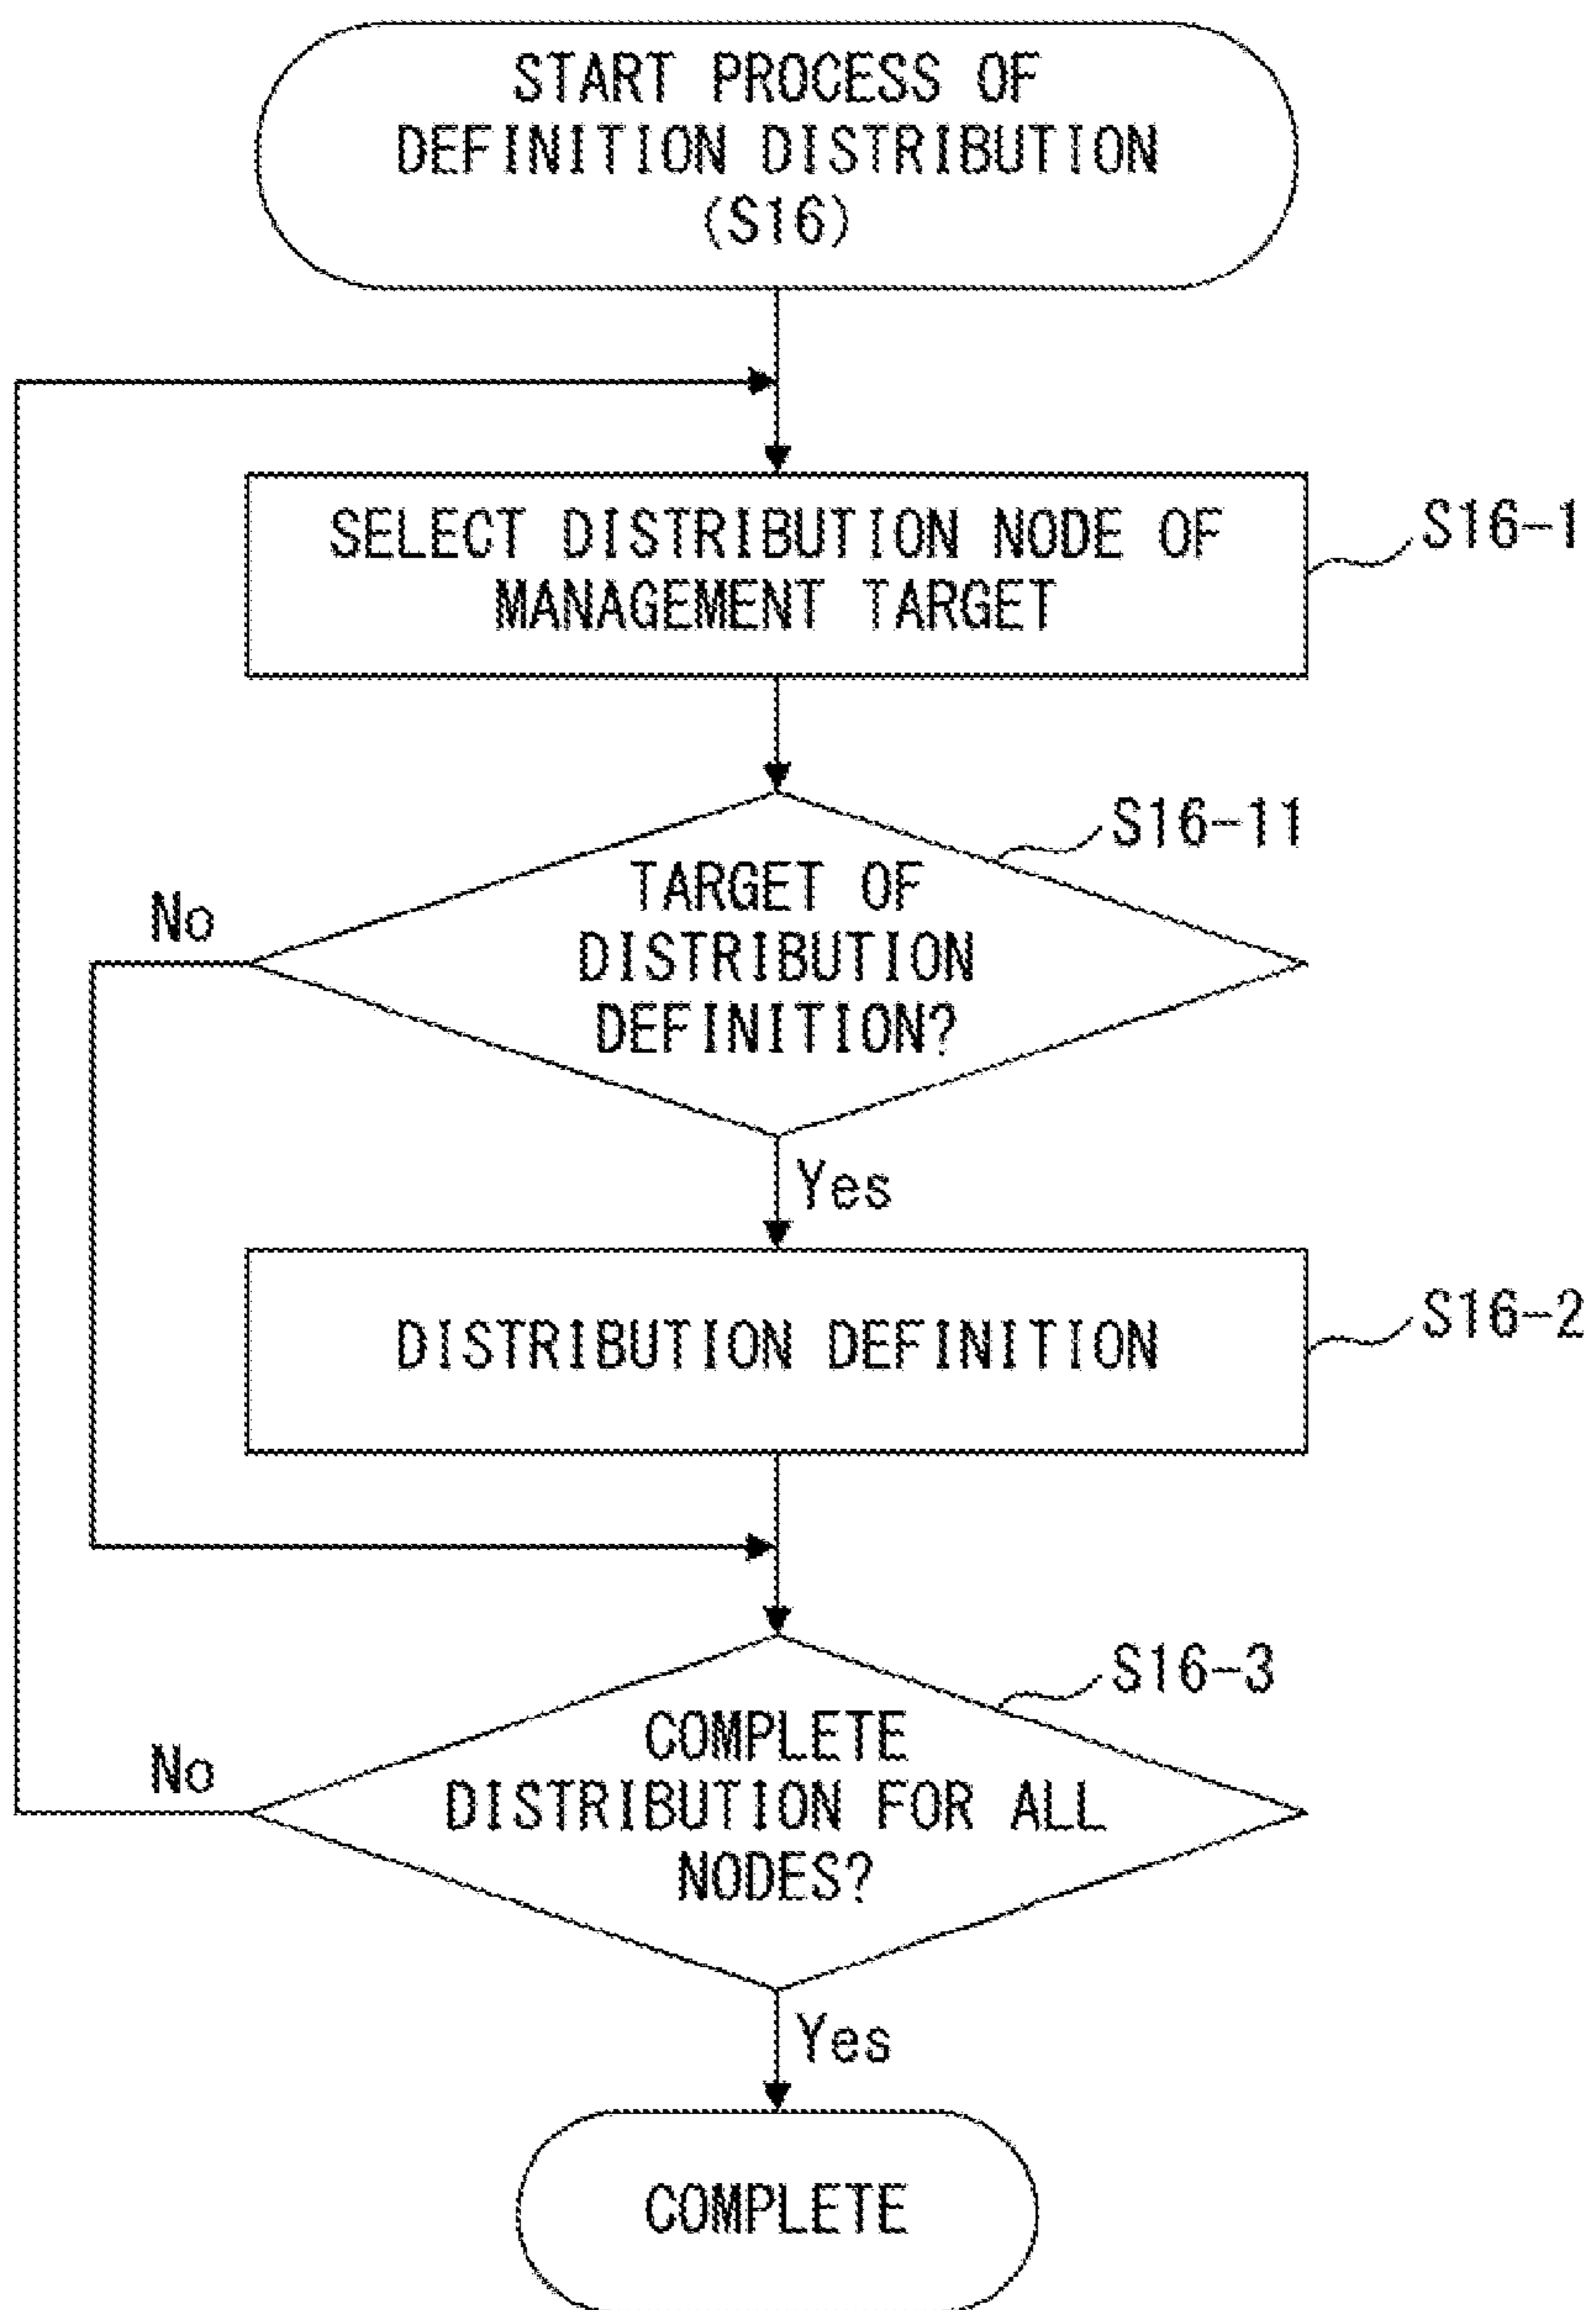 START PROCESS OF
DEFINITION DISTRIBUTION
(S16)
SELECT DISTRIBUTION NODE OF
MANAGEMENT TARGET
S16-1
S16-11
TARGET OF
DISTRIBUTION
DEFINITION?
No
Yes
DISTRIBUTION DEFINITION
S16-2
S16-3
COMPLETE
DISTRIBUTION FOR ALL
NODES?
No
Yes
COMPLETE